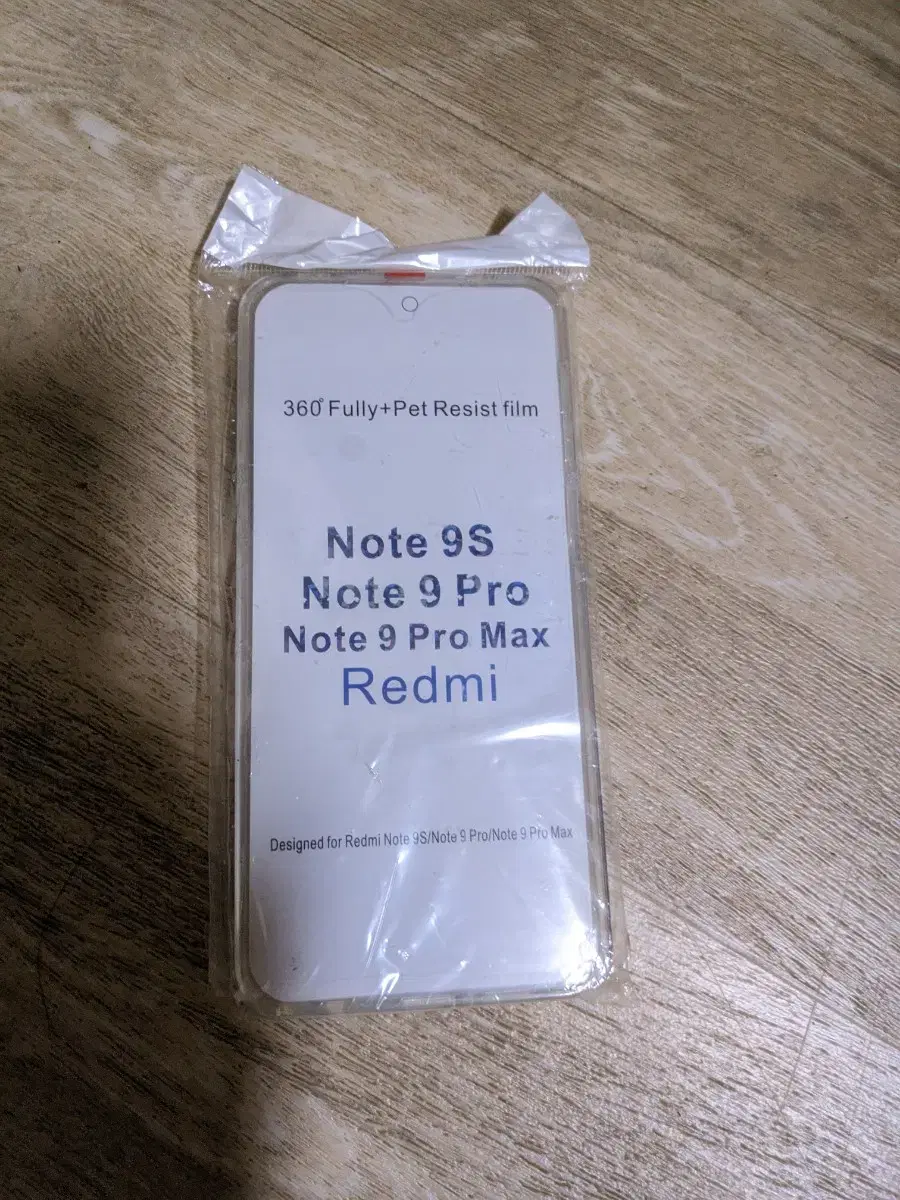 360° Fully+Pet Resist film
Note 9S
Note 9 Pro
Note 9 Pro Max
Redmi
Designed for Redmi Note 9S/Note 9 Pro/Note 9 Pro Max